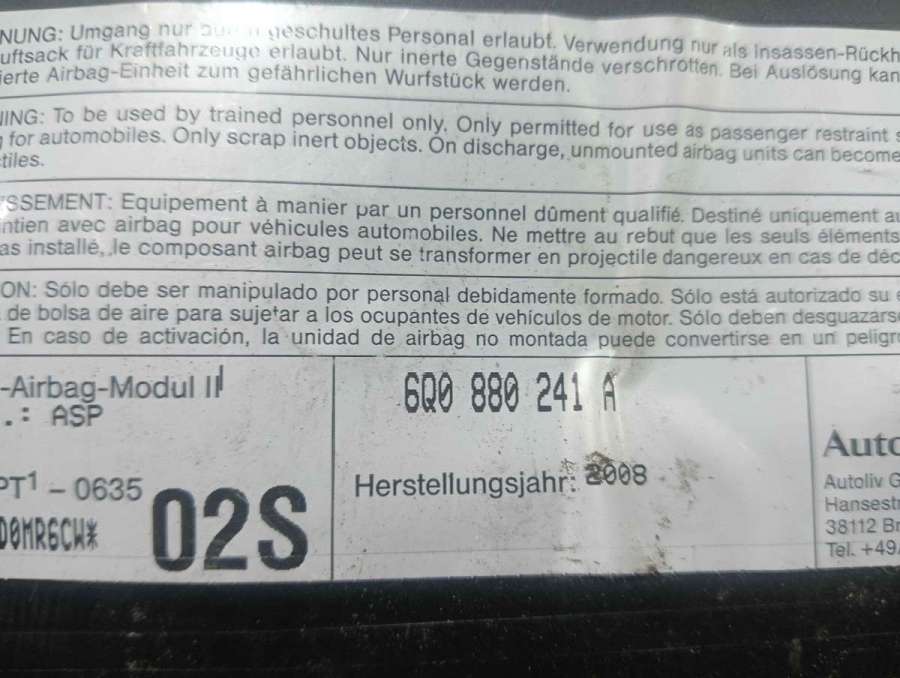 NUNG: Umgang nur geschultes Personal erlaubt. Verwendung nur als Insassen-Rückh
uftsack für Kraftfahrzeuge erlaubt. Nur inerte Gegenstände verschrotten. Bei Auslösung kan
ierte Airbag-Einheit zum gefährlichen Wurfstück werden.
NING: To be used by trained personnel only. Only permitted for use as passenger restraint s
g for automobiles. Only scrap inert objects. On discharge, unmounted airbag units can become
tiles.
SSEMENT: Equipement à manier par un personnel dûment qualifié. Destiné uniquement au
ntien avec airbag pour véhicules automobiles. Ne mettre au rebut que les seuls éléments
as installé, le composant airbag peut se transformer en projectile dangereux en cas de déc
ON: Sólo debe ser manipulado por personal debidamente formado. Sólo está autorizado su e
de bolsa de aire para sujetar a los ocupantes de vehículos de motor. Sólo deben desguazarse
En caso de activación, la unidad de airbag no montada puede convertirse en un peligro
-Airbag-Modul II
.: ASP
PT1 – 0635
D0MR6CW*
02S
6Q0 880 241 A
Herstellungsjahr: 2008
Auto
Autoliv G
Hansestr
38112 Br
Tel. +49